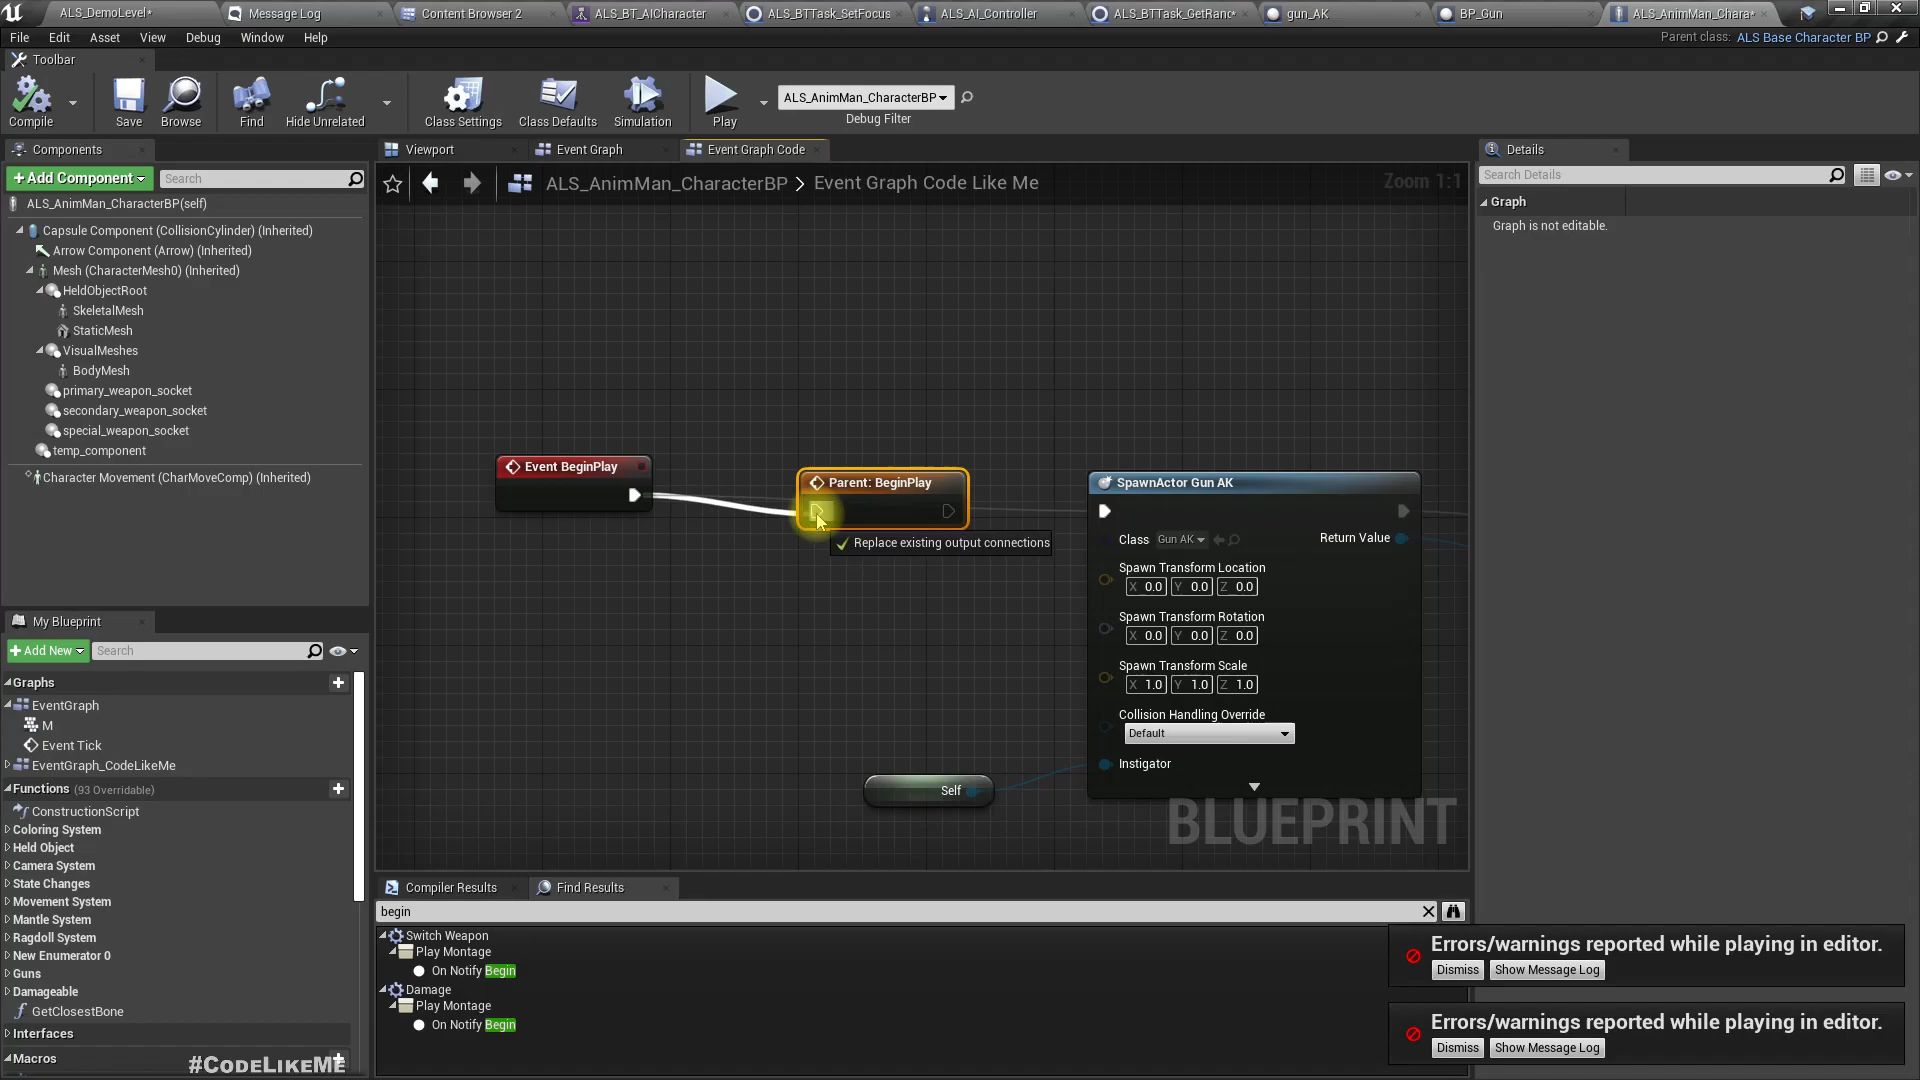 ALS_DemoLevel*
Message Log
Content Browser 2
ALS_BT_AICharacter
ALS_BTTask_SetFocus
ALS_AI_Controller
ALS_BTTask_GetRanc*
gun_AK
BP_Gun
ALS_AnimMan_Chara*
File
Edit
Asset
View
Debug
Window
Help
Parent class:
ALS Base Character BP
Toolbar
Compile
Save
Browse
Find
Hide Unrelated
Class Settings
Class Defaults
Simulation
Play
ALS_AnimMan_CharacterBP
Debug Filter
Components
+ Add Component
Search
ALS_AnimMan_CharacterBP(self)
Capsule Component (CollisionCylinder) (Inherited)
Arrow Component (Arrow) (Inherited)
Mesh (CharacterMesh0) (Inherited)
HeldObjectRoot
SkeletalMesh
StaticMesh
VisualMeshes
BodyMesh
primary_weapon_socket
secondary_weapon_socket
special_weapon_socket
temp_component
Character Movement (CharMoveComp) (Inherited)
My Blueprint
+ Add New
Search
Graphs
EventGraph
M
Event Tick
EventGraph_CodeLikeMe
Functions (93 Overridable)
ConstructionScript
Coloring System
Held Object
Camera System
State Changes
Movement System
Mantle System
Ragdoll System
New Enumerator 0
Guns
Damageable
GetClosestBone
Interfaces
Macros
#CodeLikeMe
Viewport
Event Graph
Event Graph Code
ALS_AnimMan_CharacterBP > Event Graph Code Like Me
Zoom 1:1
Event BeginPlay
Parent: BeginPlay
Replace existing output connections
SpawnActor Gun AK
Class Gun AK
Return Value
Spawn Transform Location
X 0.0 Y 0.0 Z 0.0
Spawn Transform Rotation
X 0.0 Y 0.0 Z 0.0
Spawn Transform Scale
X 1.0 Y 1.0 Z 1.0
Collision Handling Override
Default
Instigator
Self
BLUEPRINT
Compiler Results
Find Results
begin
Switch Weapon
Play Montage
On Notify Begin
Damage
Play Montage
On Notify Begin
Details
Search Details
Graph
Graph is not editable.
Errors/warnings reported while playing in editor.
Dismiss
Show Message Log
Errors/warnings reported while playing in editor.
Dismiss
Show Message Log